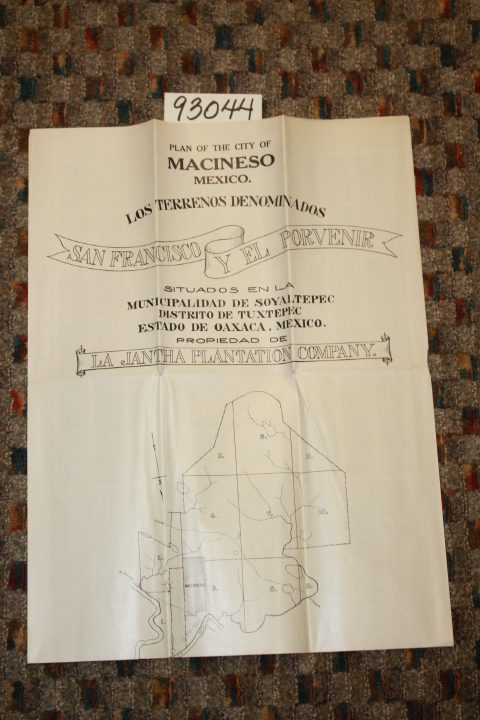 93044
PLAN OF THE CITY OF
MACINESO
MEXICO.
LOS TERRENOS DENOMINADOS
SAN FRANCISCO Y EL PORVENIR
SITUADOS EN LA
MUNICIPALIDAD DE SOYALTEPEC
DISTRITO DE TUXTEPEC
ESTADO DE OAXACA. MEXICO.
PROPIEDAD DE
LA JANTHA PLANTATION COMPANY.